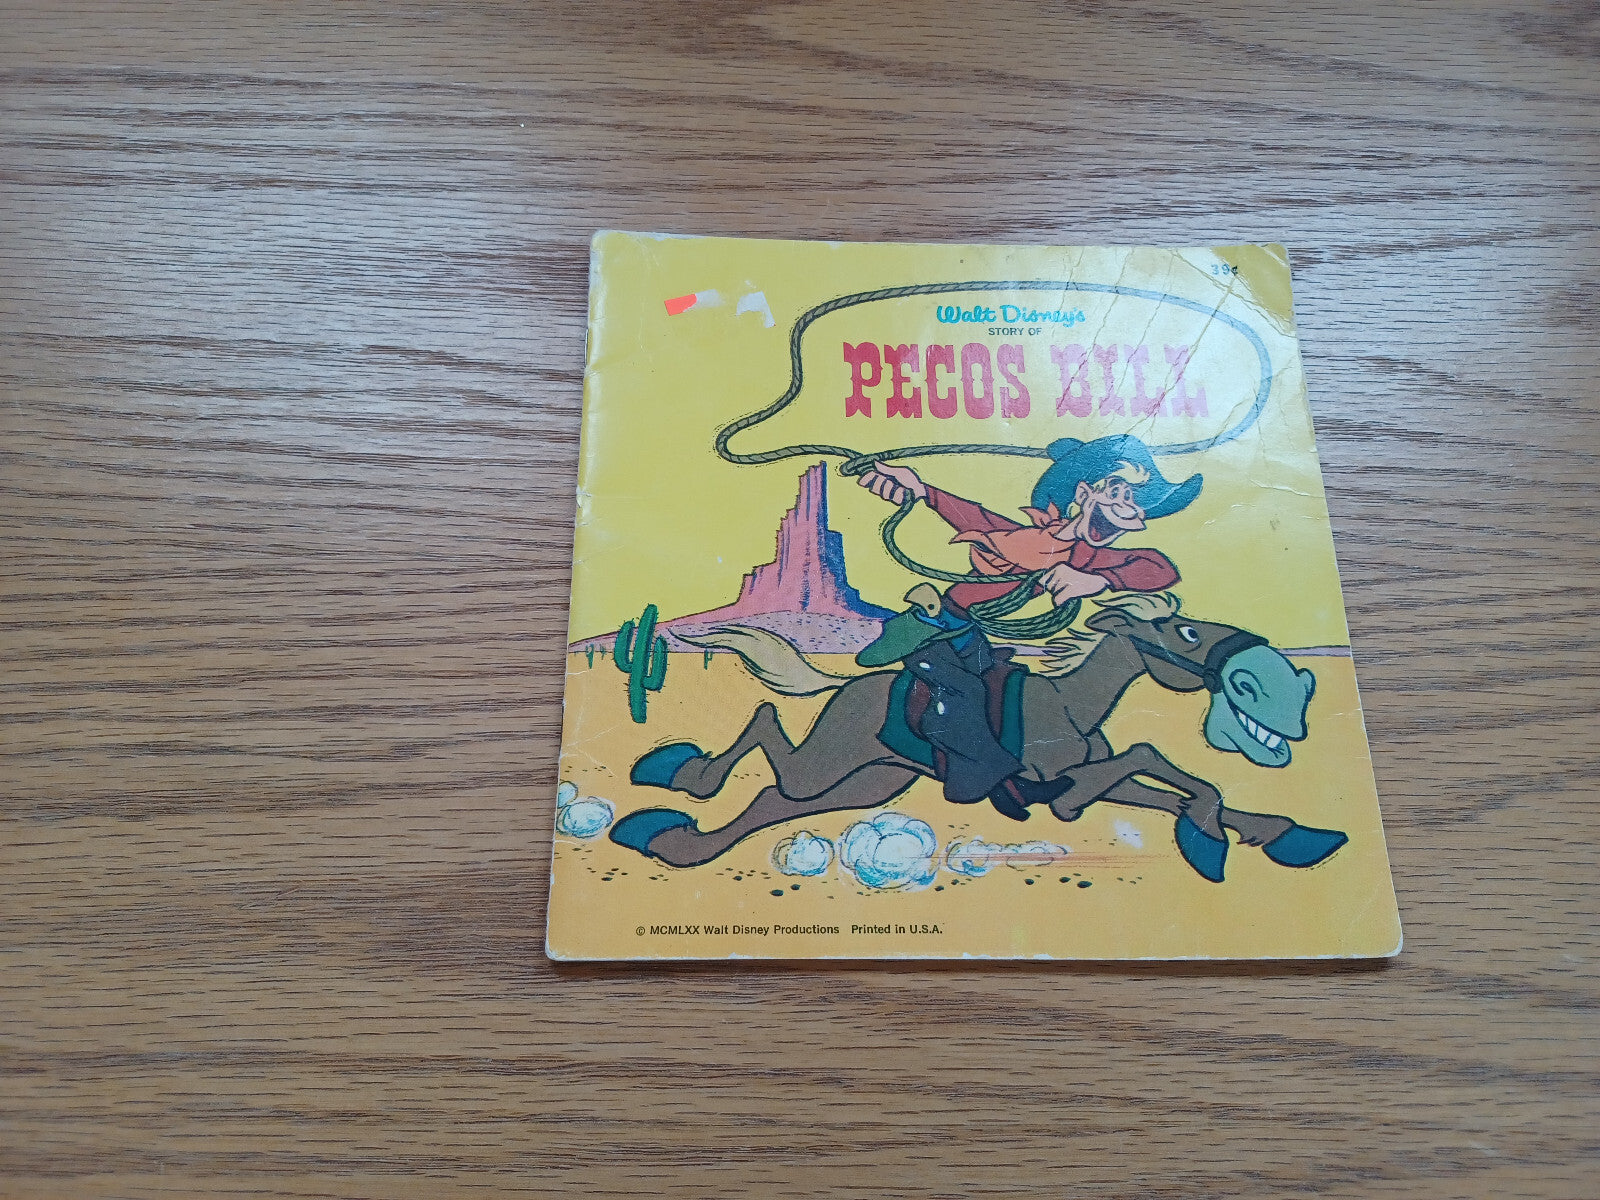 39¢
Walt Disney's
STORY OF
PECOS BILL
© MCMLXX Walt Disney Productions Printed in U.S.A.